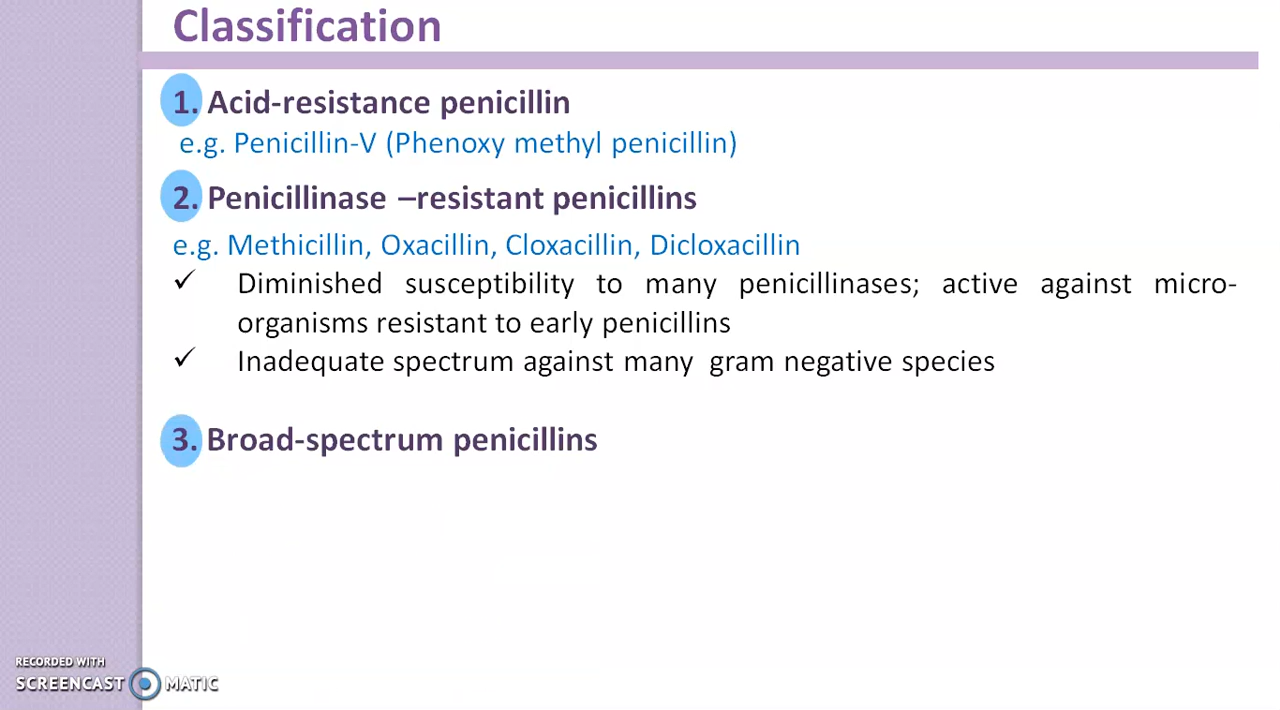 Classification
1. Acid-resistance penicillin
e.g. Penicillin-V (Phenoxy methyl penicillin)
2. Penicillinase –resistant penicillins
e.g. Methicillin, Oxacillin, Cloxacillin, Dicloxacillin
✓ Diminished susceptibility to many penicillinases; active against micro-
organisms resistant to early penicillins
✓ Inadequate spectrum against many gram negative species
3. Broad-spectrum penicillins
RECORDED WITH
SCREENCAST MATIC